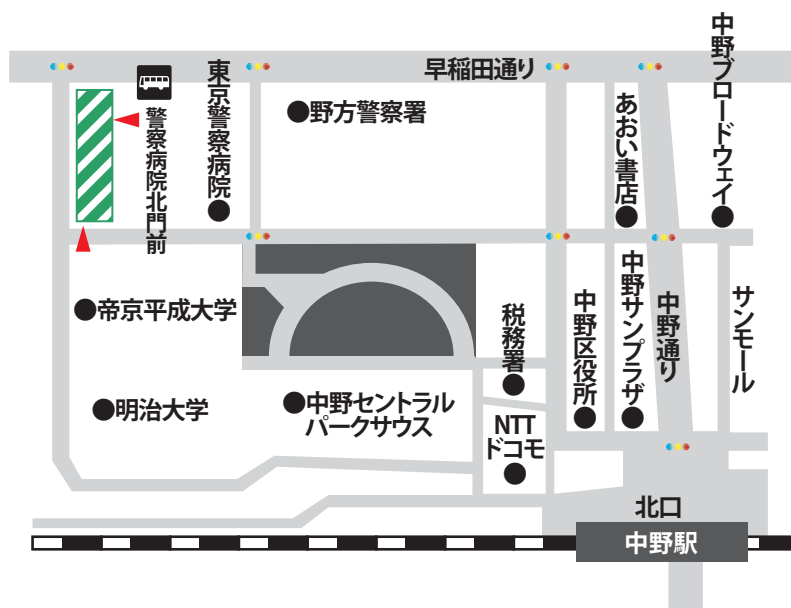 早稲田通り
中野ブロードウェイ
あおい書店
野方警察署
東京警察病院
警察病院北門前
帝京平成大学
明治大学
中野セントラル
パークサウス
税務署
NTT
ドコモ
中野区役所
中野サンプラザ
中野通り
サンモール
北口
中野駅